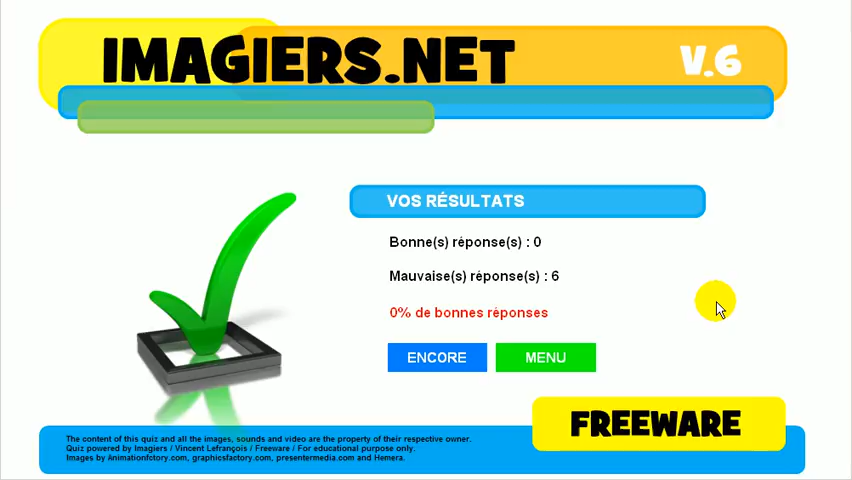 IMAGIERS.NET
V.6
VOS RÉSULTATS
Bonne(s) réponse(s) : 0
Mauvaise(s) réponse(s) : 6
0% de bonnes réponses
ENCORE
MENU
FREEWARE
The content of this quiz and all the images, sounds and video are the property of their respective owner.
Quiz powered by Imagiers / Vincent Lefrançois / Freeware / For educational purpose only.
Images by Animationfctory.com, graphicsfactory.com, presentermedia.com and Hemera.